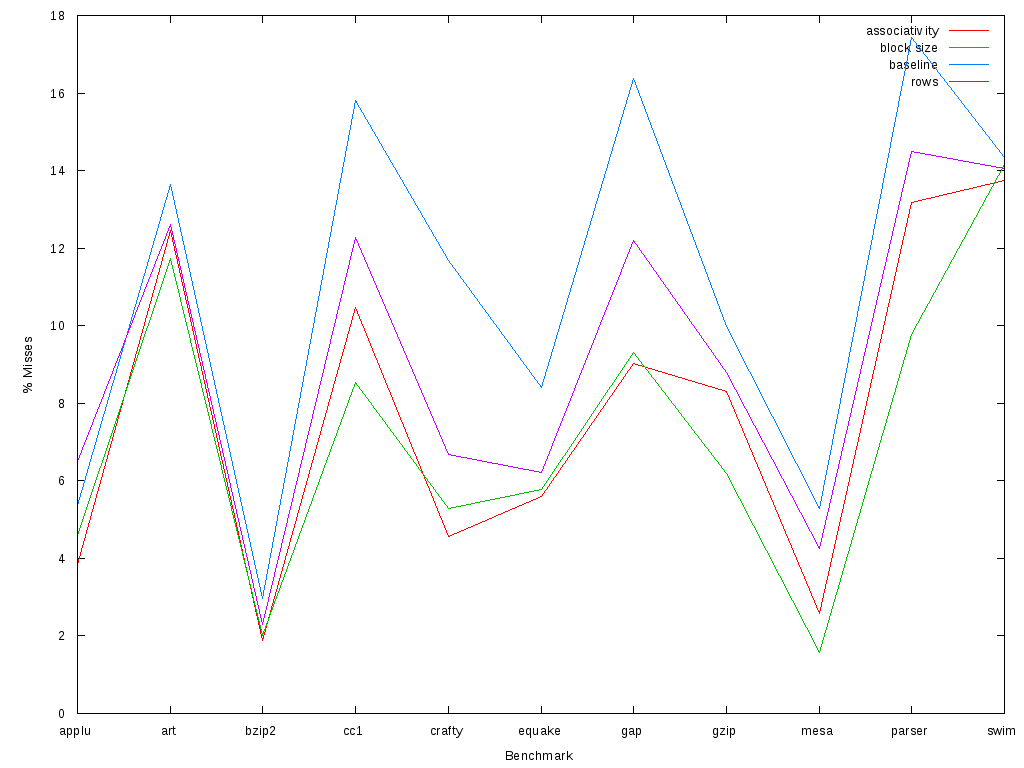 18
16
14
12
10
8
6
4
2
0
% Misses
associativity
block size
baseline
rows
applu art bzip2 cc1 crafty equake gap gzip mesa parser swim
Benchmark